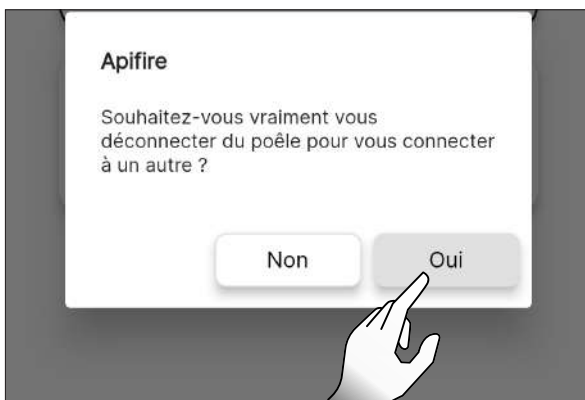 Apifire
Souhaitez-vous vraiment vous
déconnecter du poêle pour vous connecter
à un autre ?
Non
Oui